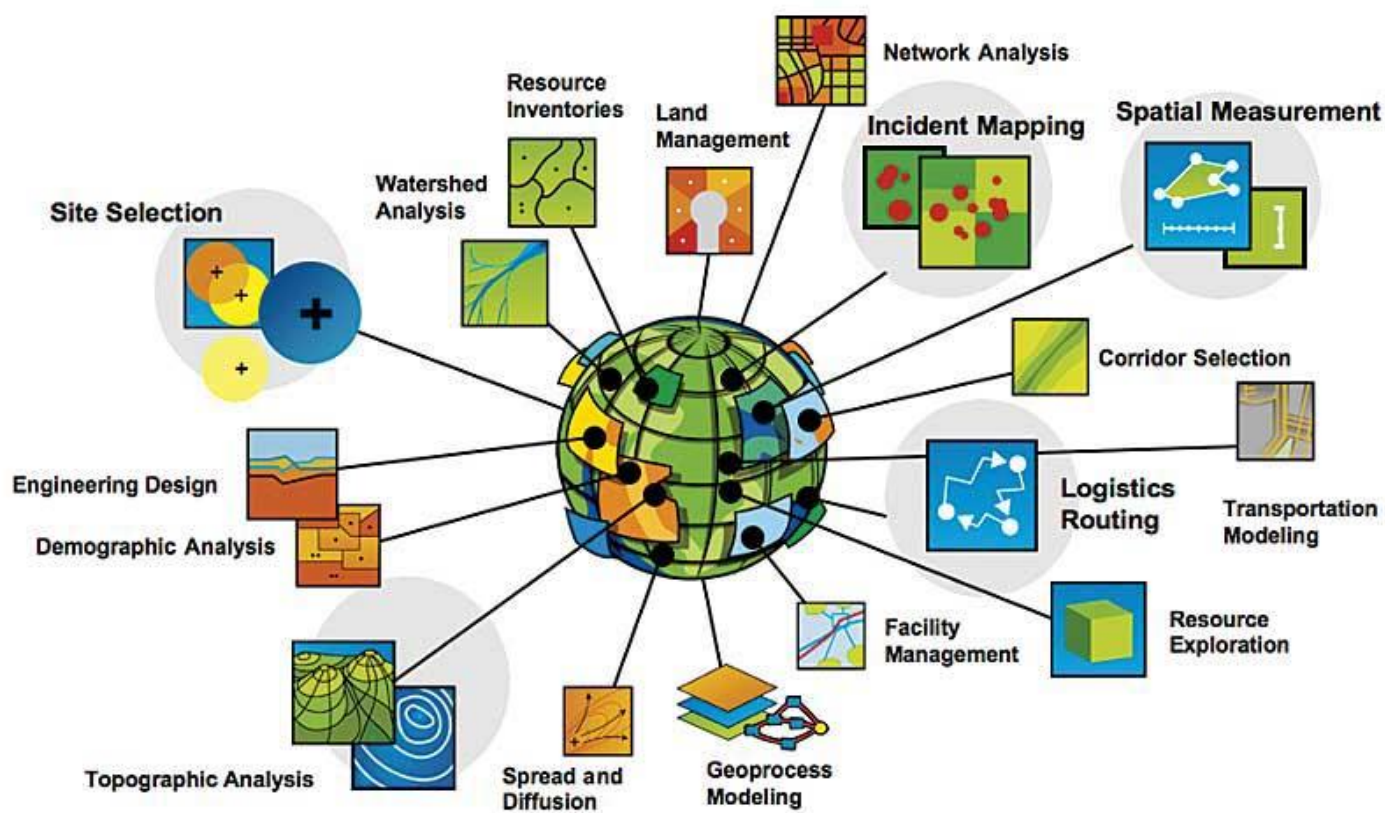 Network Analysis
Resource
Inventories
Land
Management
Incident Mapping
Spatial Measurement
Watershed
Analysis
Site Selection
Corridor Selection
Engineering Design
Logistics
Routing
Transportation
Modeling
Demographic Analysis
Facility
Management
Resource
Exploration
Topographic Analysis
Spread and
Diffusion
Geoprocess
Modeling